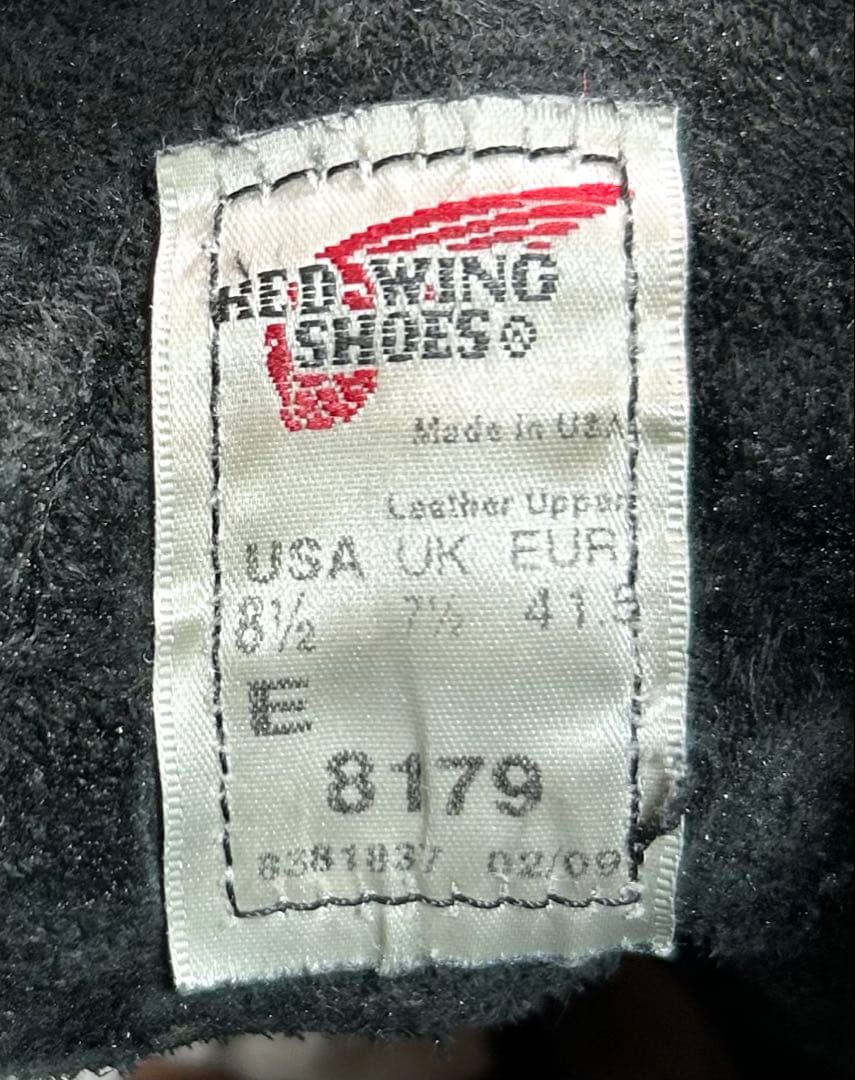 RED WING
SHOES®
Made in USA
Leather Upper
USA UK EUR
8½ 7½ 41.5
E
8179
8381837 02/09